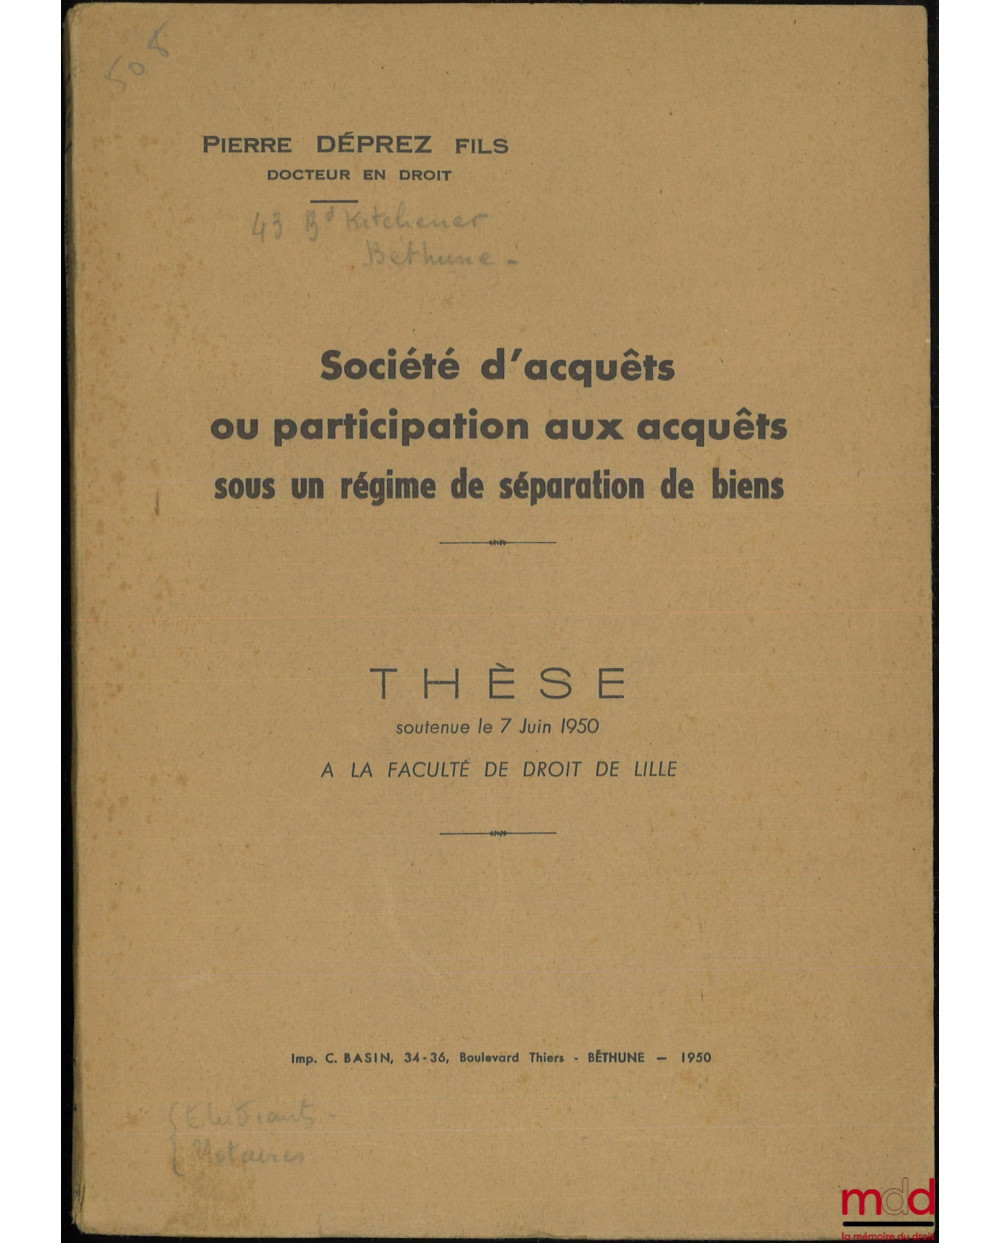 508
PIERRE DÉPREZ FILS
DOCTEUR EN DROIT
43 Bd Kitchener
Béthune -
Société d'acquêts
ou participation aux acquêts
sous un régime de séparation de biens
THÈSE
soutenue le 7 Juin 1950
A LA FACULTÉ DE DROIT DE LILLE
Imp. C. BASIN, 34-36, Boulevard Thiers - BÉTHUNE — 1950
Etudiants -
Notaires
mdd
la mémoire du droit